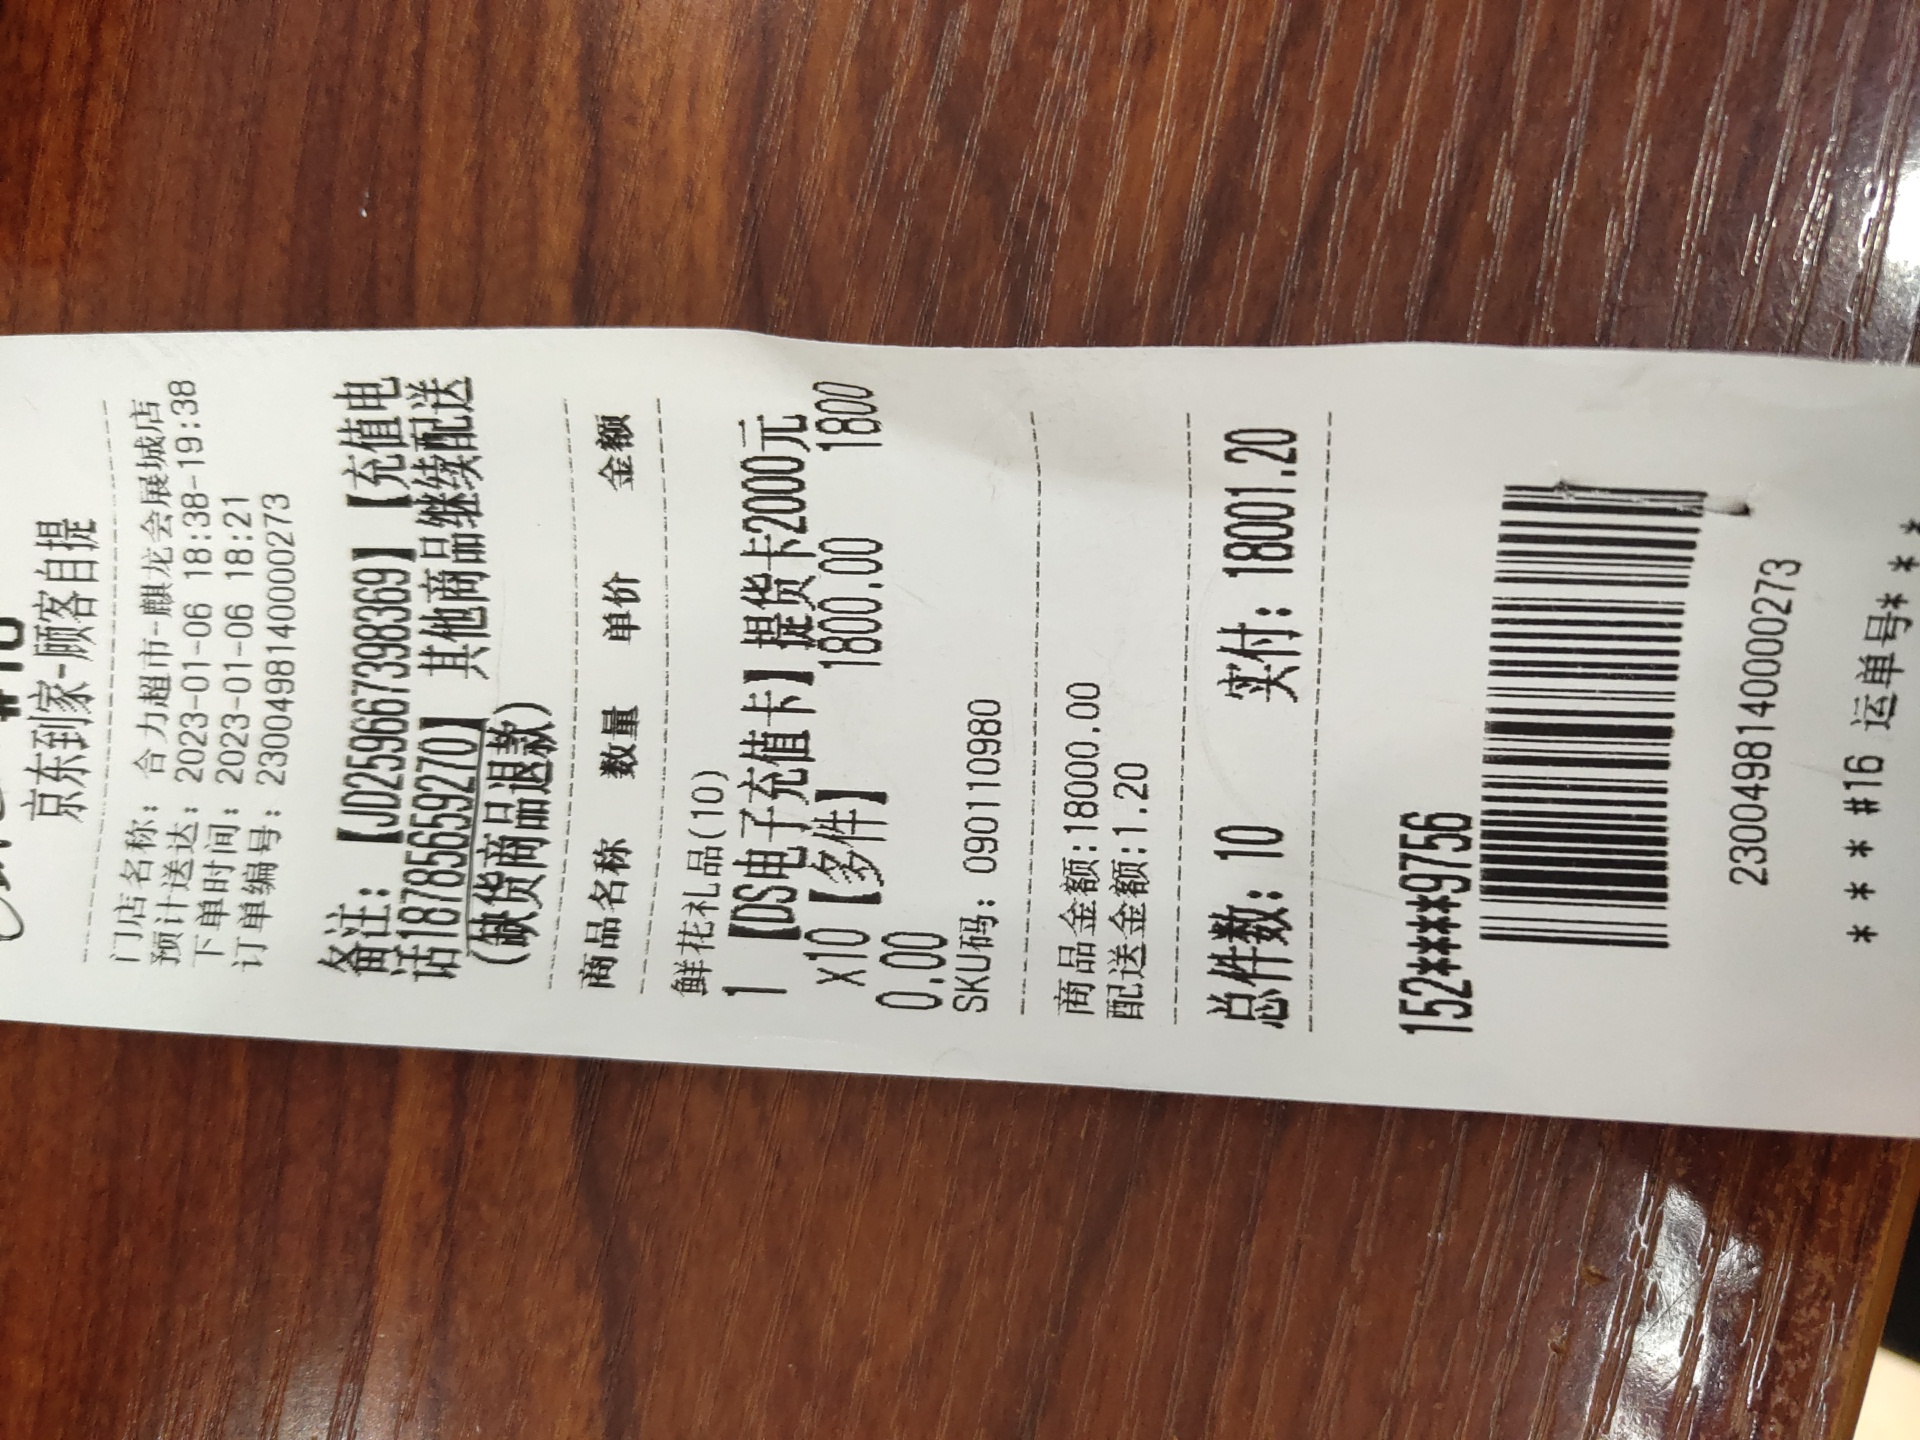 京东到家-顾客自提
门店名称: 合力超市-麒龙会展城店
预计送达: 2023-01-06 18:38-19:38
下单时间: 2023-01-06 18:21
订单编号: 2300498140000273
备注: 【JD259667398369】【充值电
话18785659270】 其他商品继续配送
(缺货商品退款)
商品名称 数量 单价 金额
鲜花礼品(10)
1 【DS电子充值卡】提货卡2000元
x10【多件】 1800.00 1800
0.00
SKU码: 0901110980
商品金额:18000.00
配送金额:1.20
总件数: 10 实付: 18001.20
152****9756
2300498140000273
* * * #16 运单号* * *